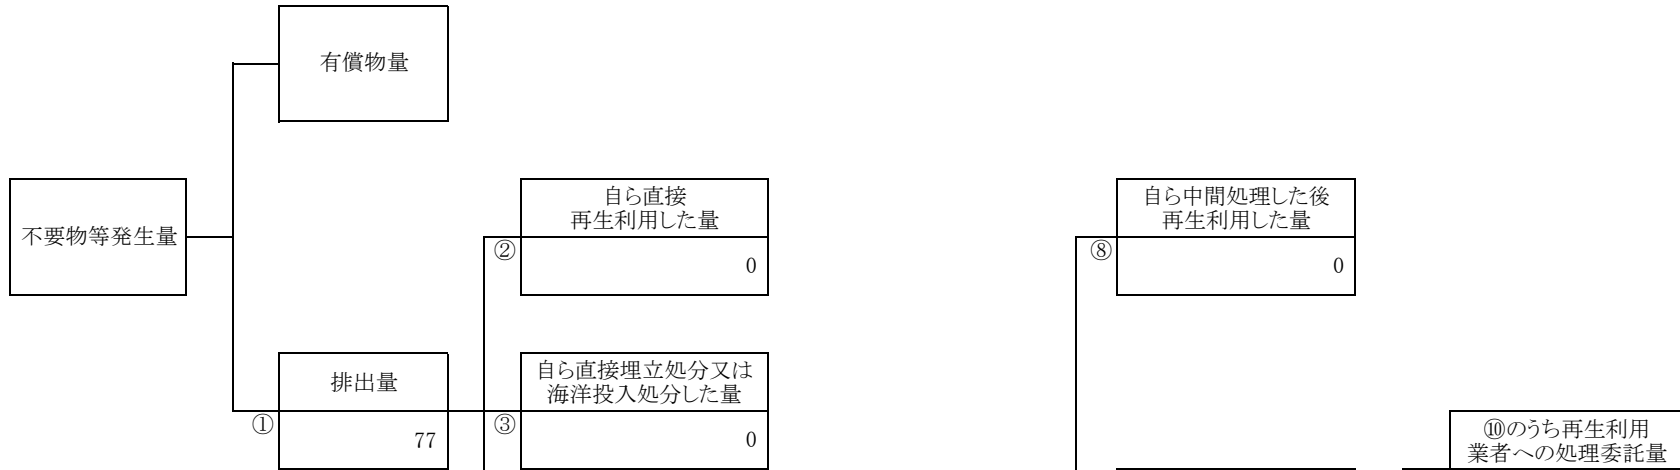 有償物量
不要物等発生量
自ら直接
再生利用した量
②
0
自ら中間処理した後
再生利用した量
⑧
0
排出量
①
77
自ら直接埋立処分又は
海洋投入処分した量
③
0
⑩のうち再生利用
業者への処理委託量